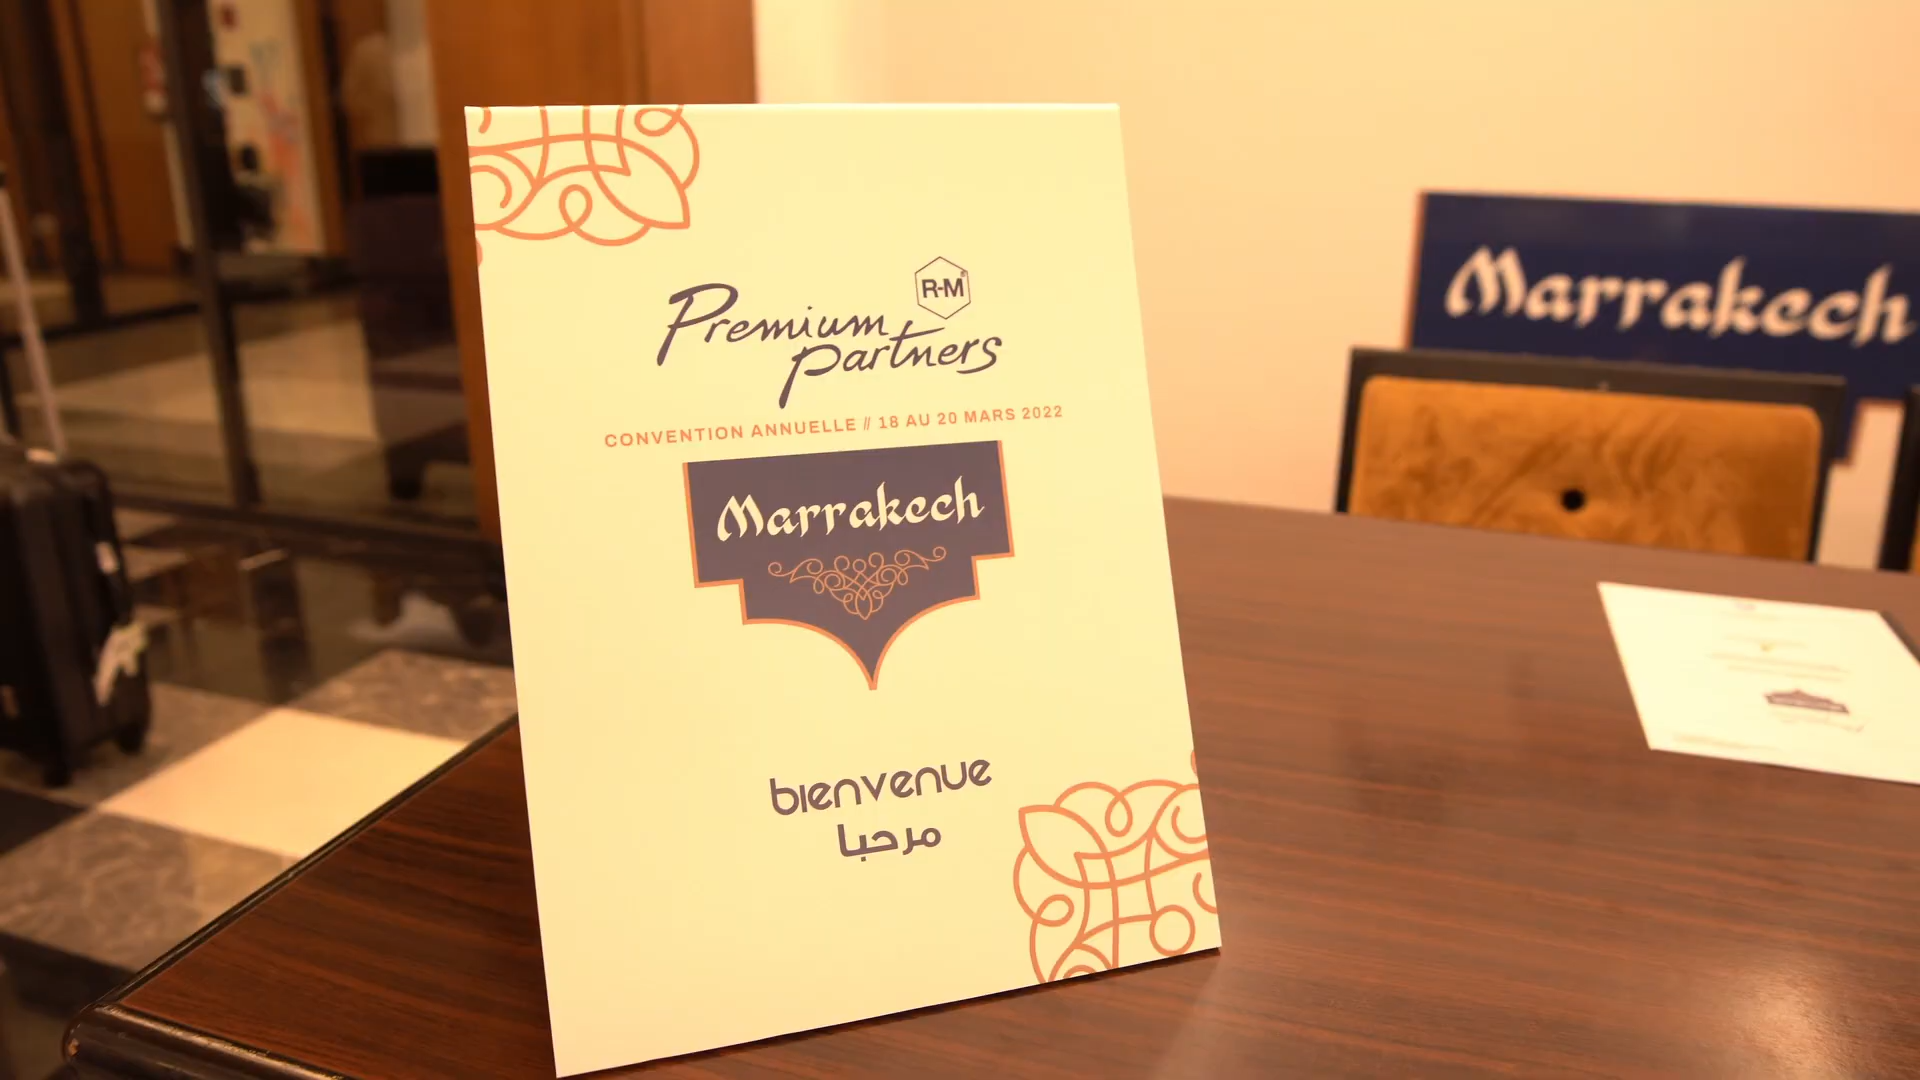 R-M®
Premium
partners
CONVENTION ANNUELLE // 18 AU 20 MARS 2022
Marrakech
bienvenue
مرحبا
Marrakech